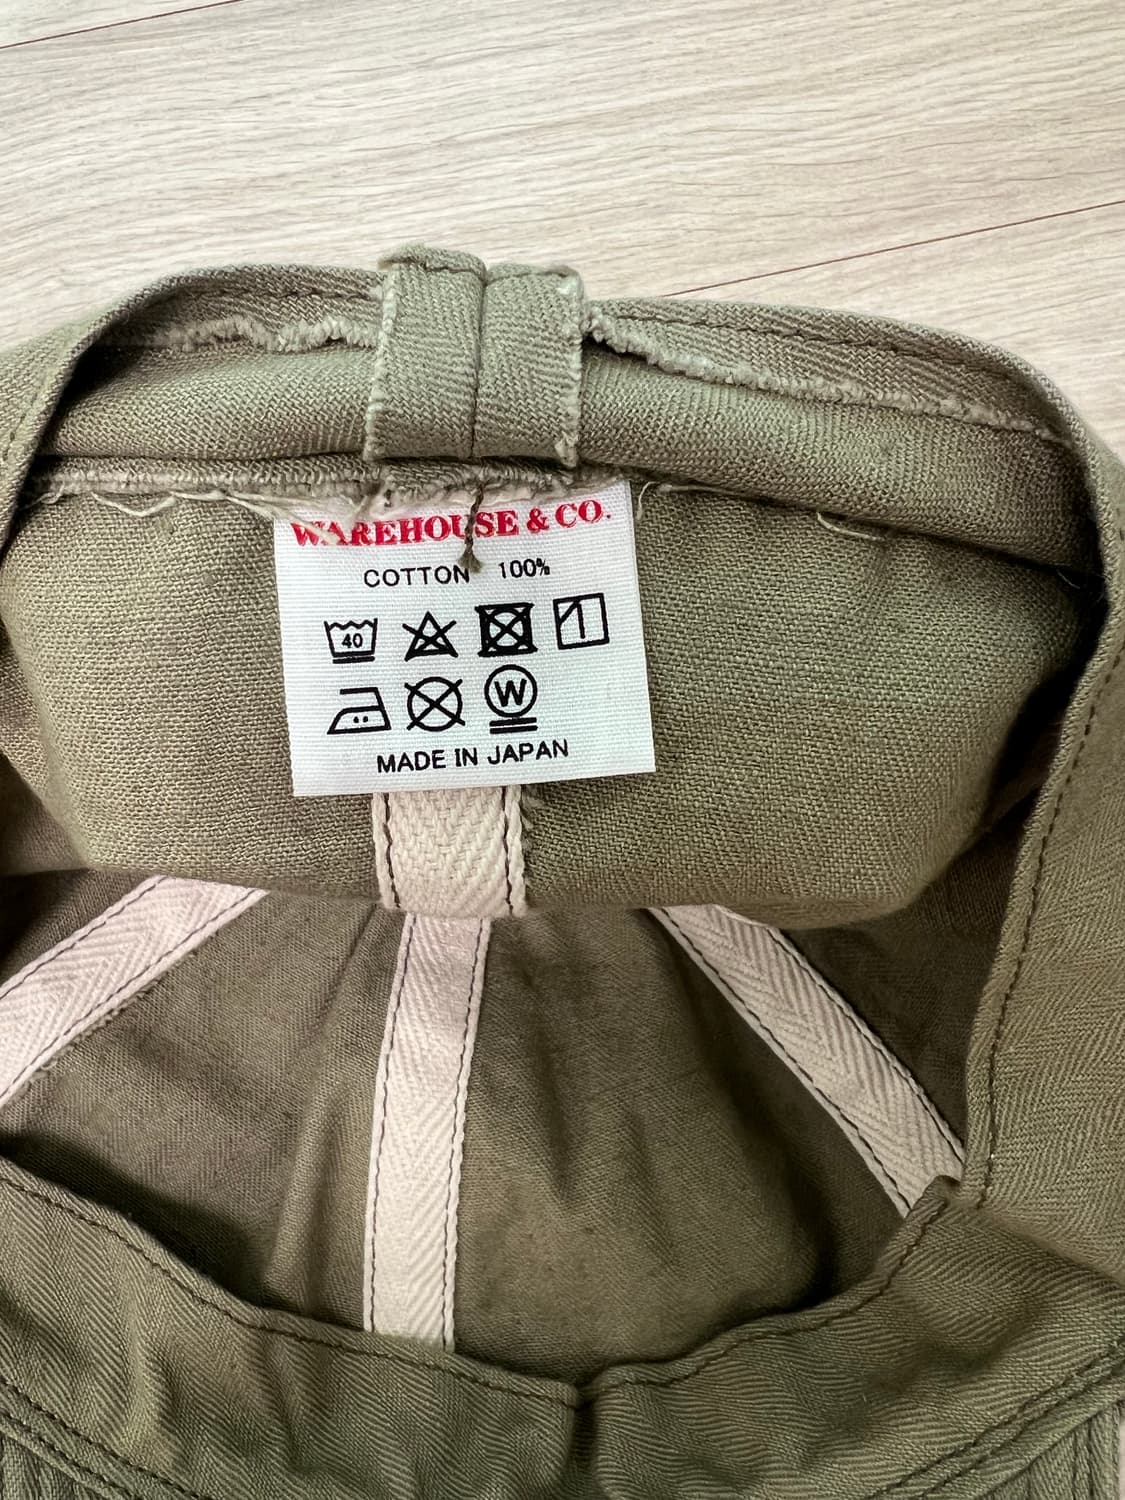 WAREHOUSE & CO.
COTTON 100%
40
W
MADE IN JAPAN